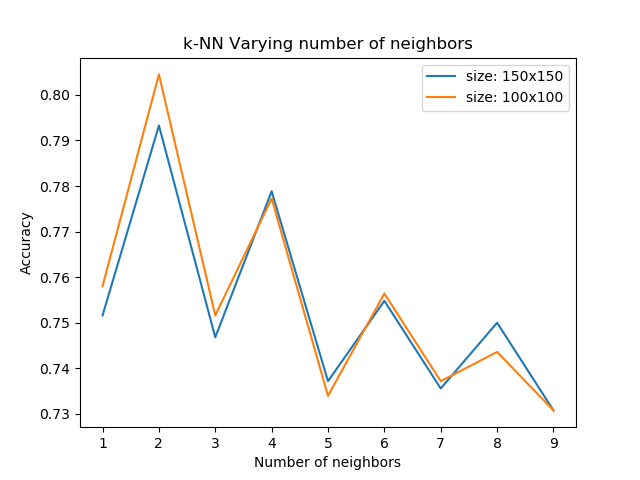 k-NN Varying number of neighbors
size: 150x150
size: 100x100
0.80
0.79
0.78
0.77
0.76
0.75
0.74
0.73
Accuracy
1 2 3 4 5 6 7 8 9
Number of neighbors